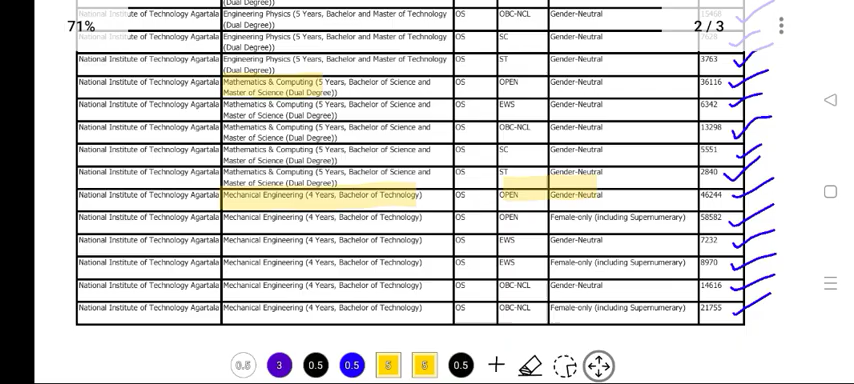 (Dual Degree))
National Institute of Technology Agartala Engineering Physics (5 Years, Bachelor and Master of Technology OS OBC-NCL Gender-Neutral 15468
(Dual Degree))
71% 2 / 3
National Institute of Technology Agartala Engineering Physics (5 Years, Bachelor and Master of Technology OS SC Gender-Neutral 7628
(Dual Degree))
National Institute of Technology Agartala Engineering Physics (5 Years, Bachelor and Master of Technology OS ST Gender-Neutral 3763
(Dual Degree))
National Institute of Technology Agartala Mathematics & Computing (5 Years, Bachelor of Science and OS OPEN Gender-Neutral 36116
Master of Science (Dual Degree))
National Institute of Technology Agartala Mathematics & Computing (5 Years, Bachelor of Science and OS EWS Gender-Neutral 6342
Master of Science (Dual Degree))
National Institute of Technology Agartala Mathematics & Computing (5 Years, Bachelor of Science and OS OBC-NCL Gender-Neutral 13298
Master of Science (Dual Degree))
National Institute of Technology Agartala Mathematics & Computing (5 Years, Bachelor of Science and OS SC Gender-Neutral 5551
Master of Science (Dual Degree))
National Institute of Technology Agartala Mathematics & Computing (5 Years, Bachelor of Science and OS ST Gender-Neutral 2840
Master of Science (Dual Degree))
National Institute of Technology Agartala Mechanical Engineering (4 Years, Bachelor of Technology) OS OPEN Gender-Neutral 46244
National Institute of Technology Agartala Mechanical Engineering (4 Years, Bachelor of Technology) OS OPEN Female-only (including Supernumerary) 58582
National Institute of Technology Agartala Mechanical Engineering (4 Years, Bachelor of Technology) OS EWS Gender-Neutral 7232
National Institute of Technology Agartala Mechanical Engineering (4 Years, Bachelor of Technology) OS EWS Female-only (including Supernumerary) 8970
National Institute of Technology Agartala Mechanical Engineering (4 Years, Bachelor of Technology) OS OBC-NCL Gender-Neutral 14616
National Institute of Technology Agartala Mechanical Engineering (4 Years, Bachelor of Technology) OS OBC-NCL Female-only (including Supernumerary) 21755
0.5 3 0.5 0.5 5 5 0.5